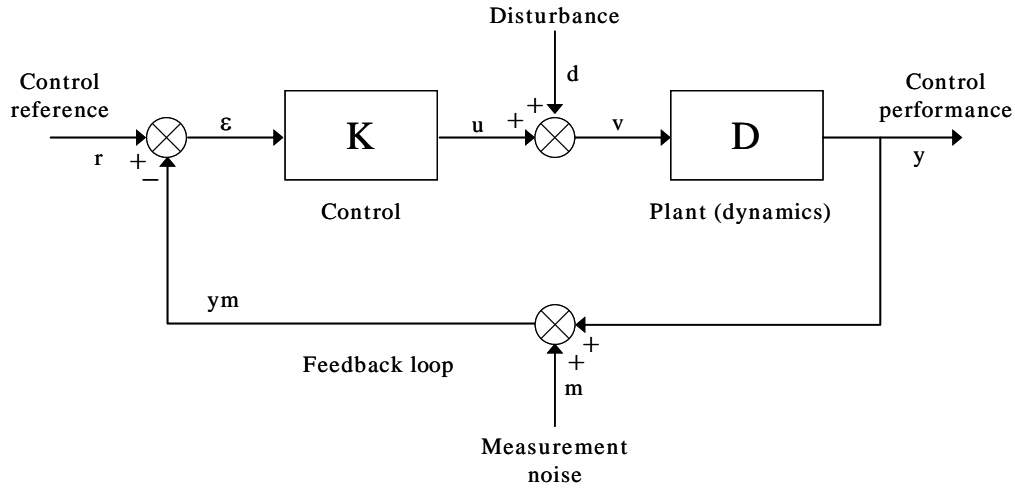 Disturbance
d
Control
reference
Control
performance
ε
K
u
+
+
v
D
r
+
−
y
Control
Plant (dynamics)
ym
Feedback loop
+
+
m
Measurement
noise